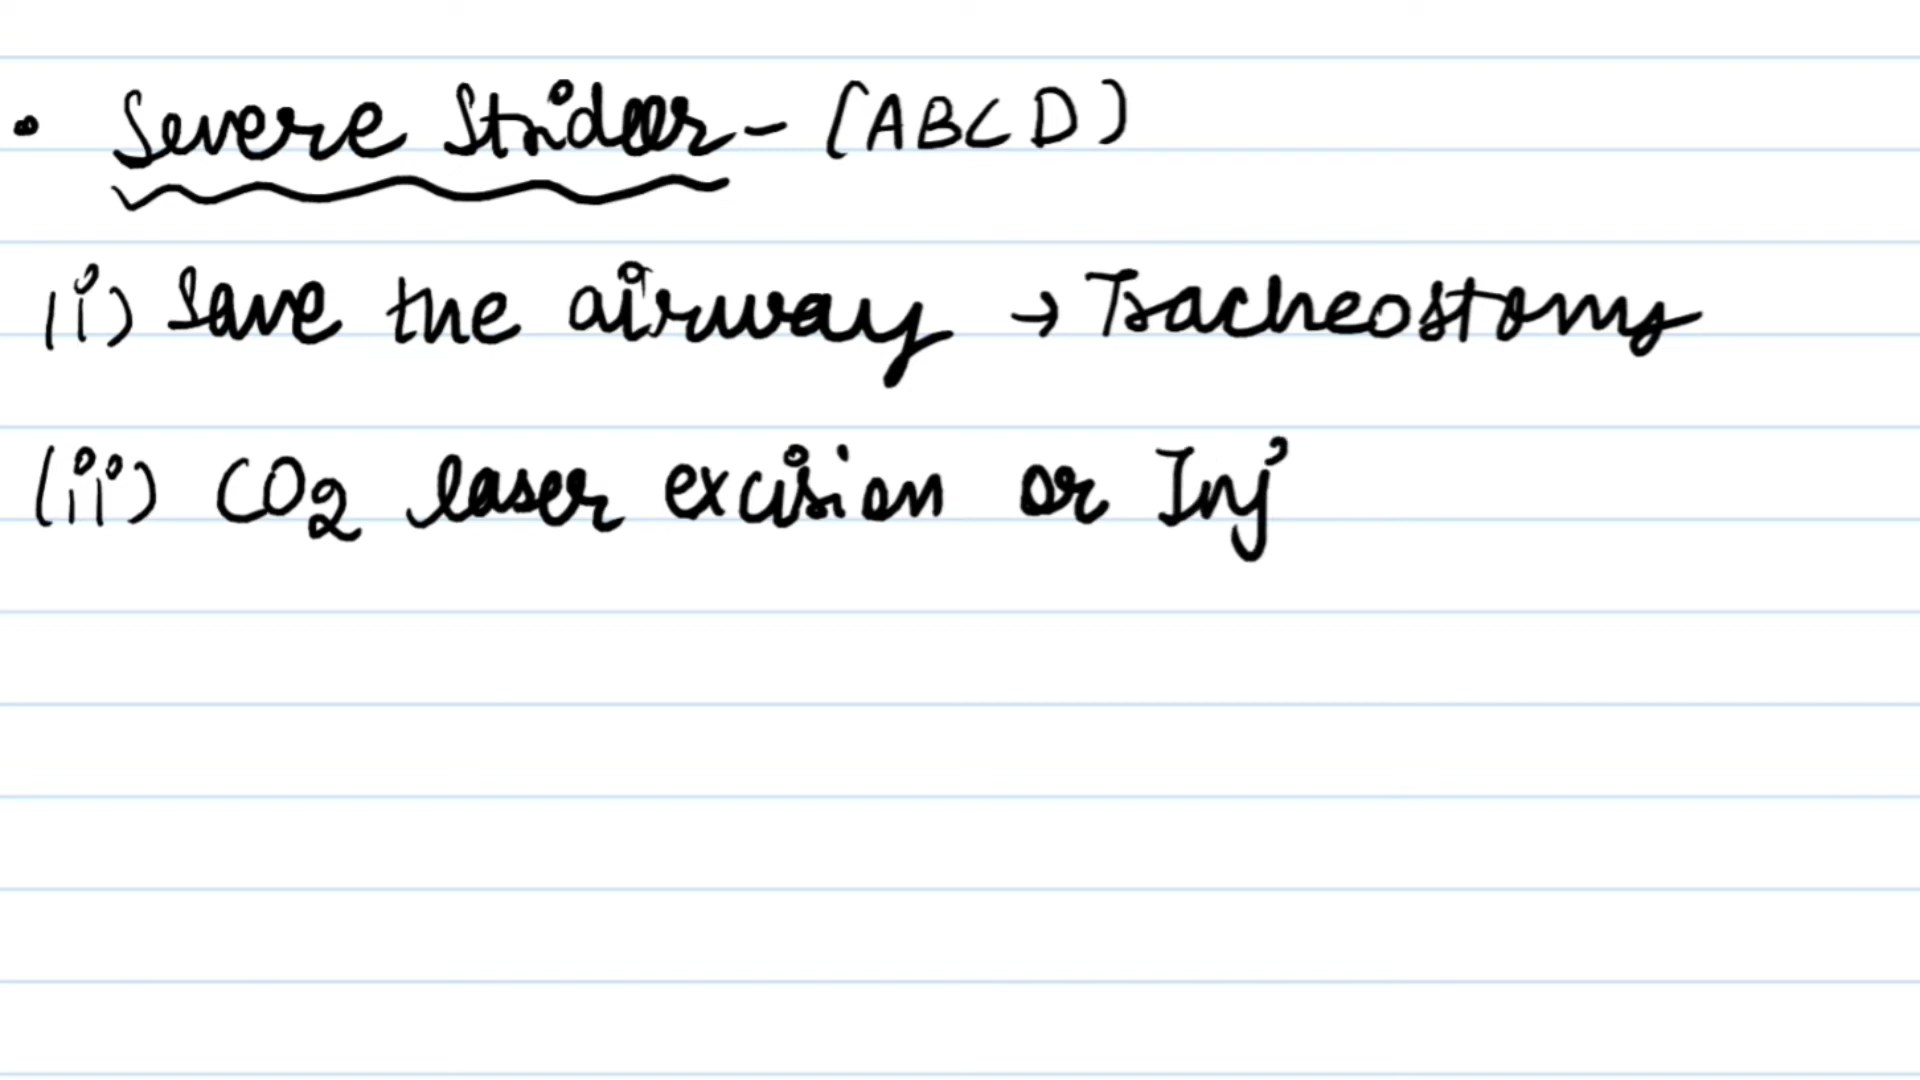 • Severe Stridor - (ABCD)
(i) Save the airway → Tracheostomy
(ii) CO2 laser excision or Inj